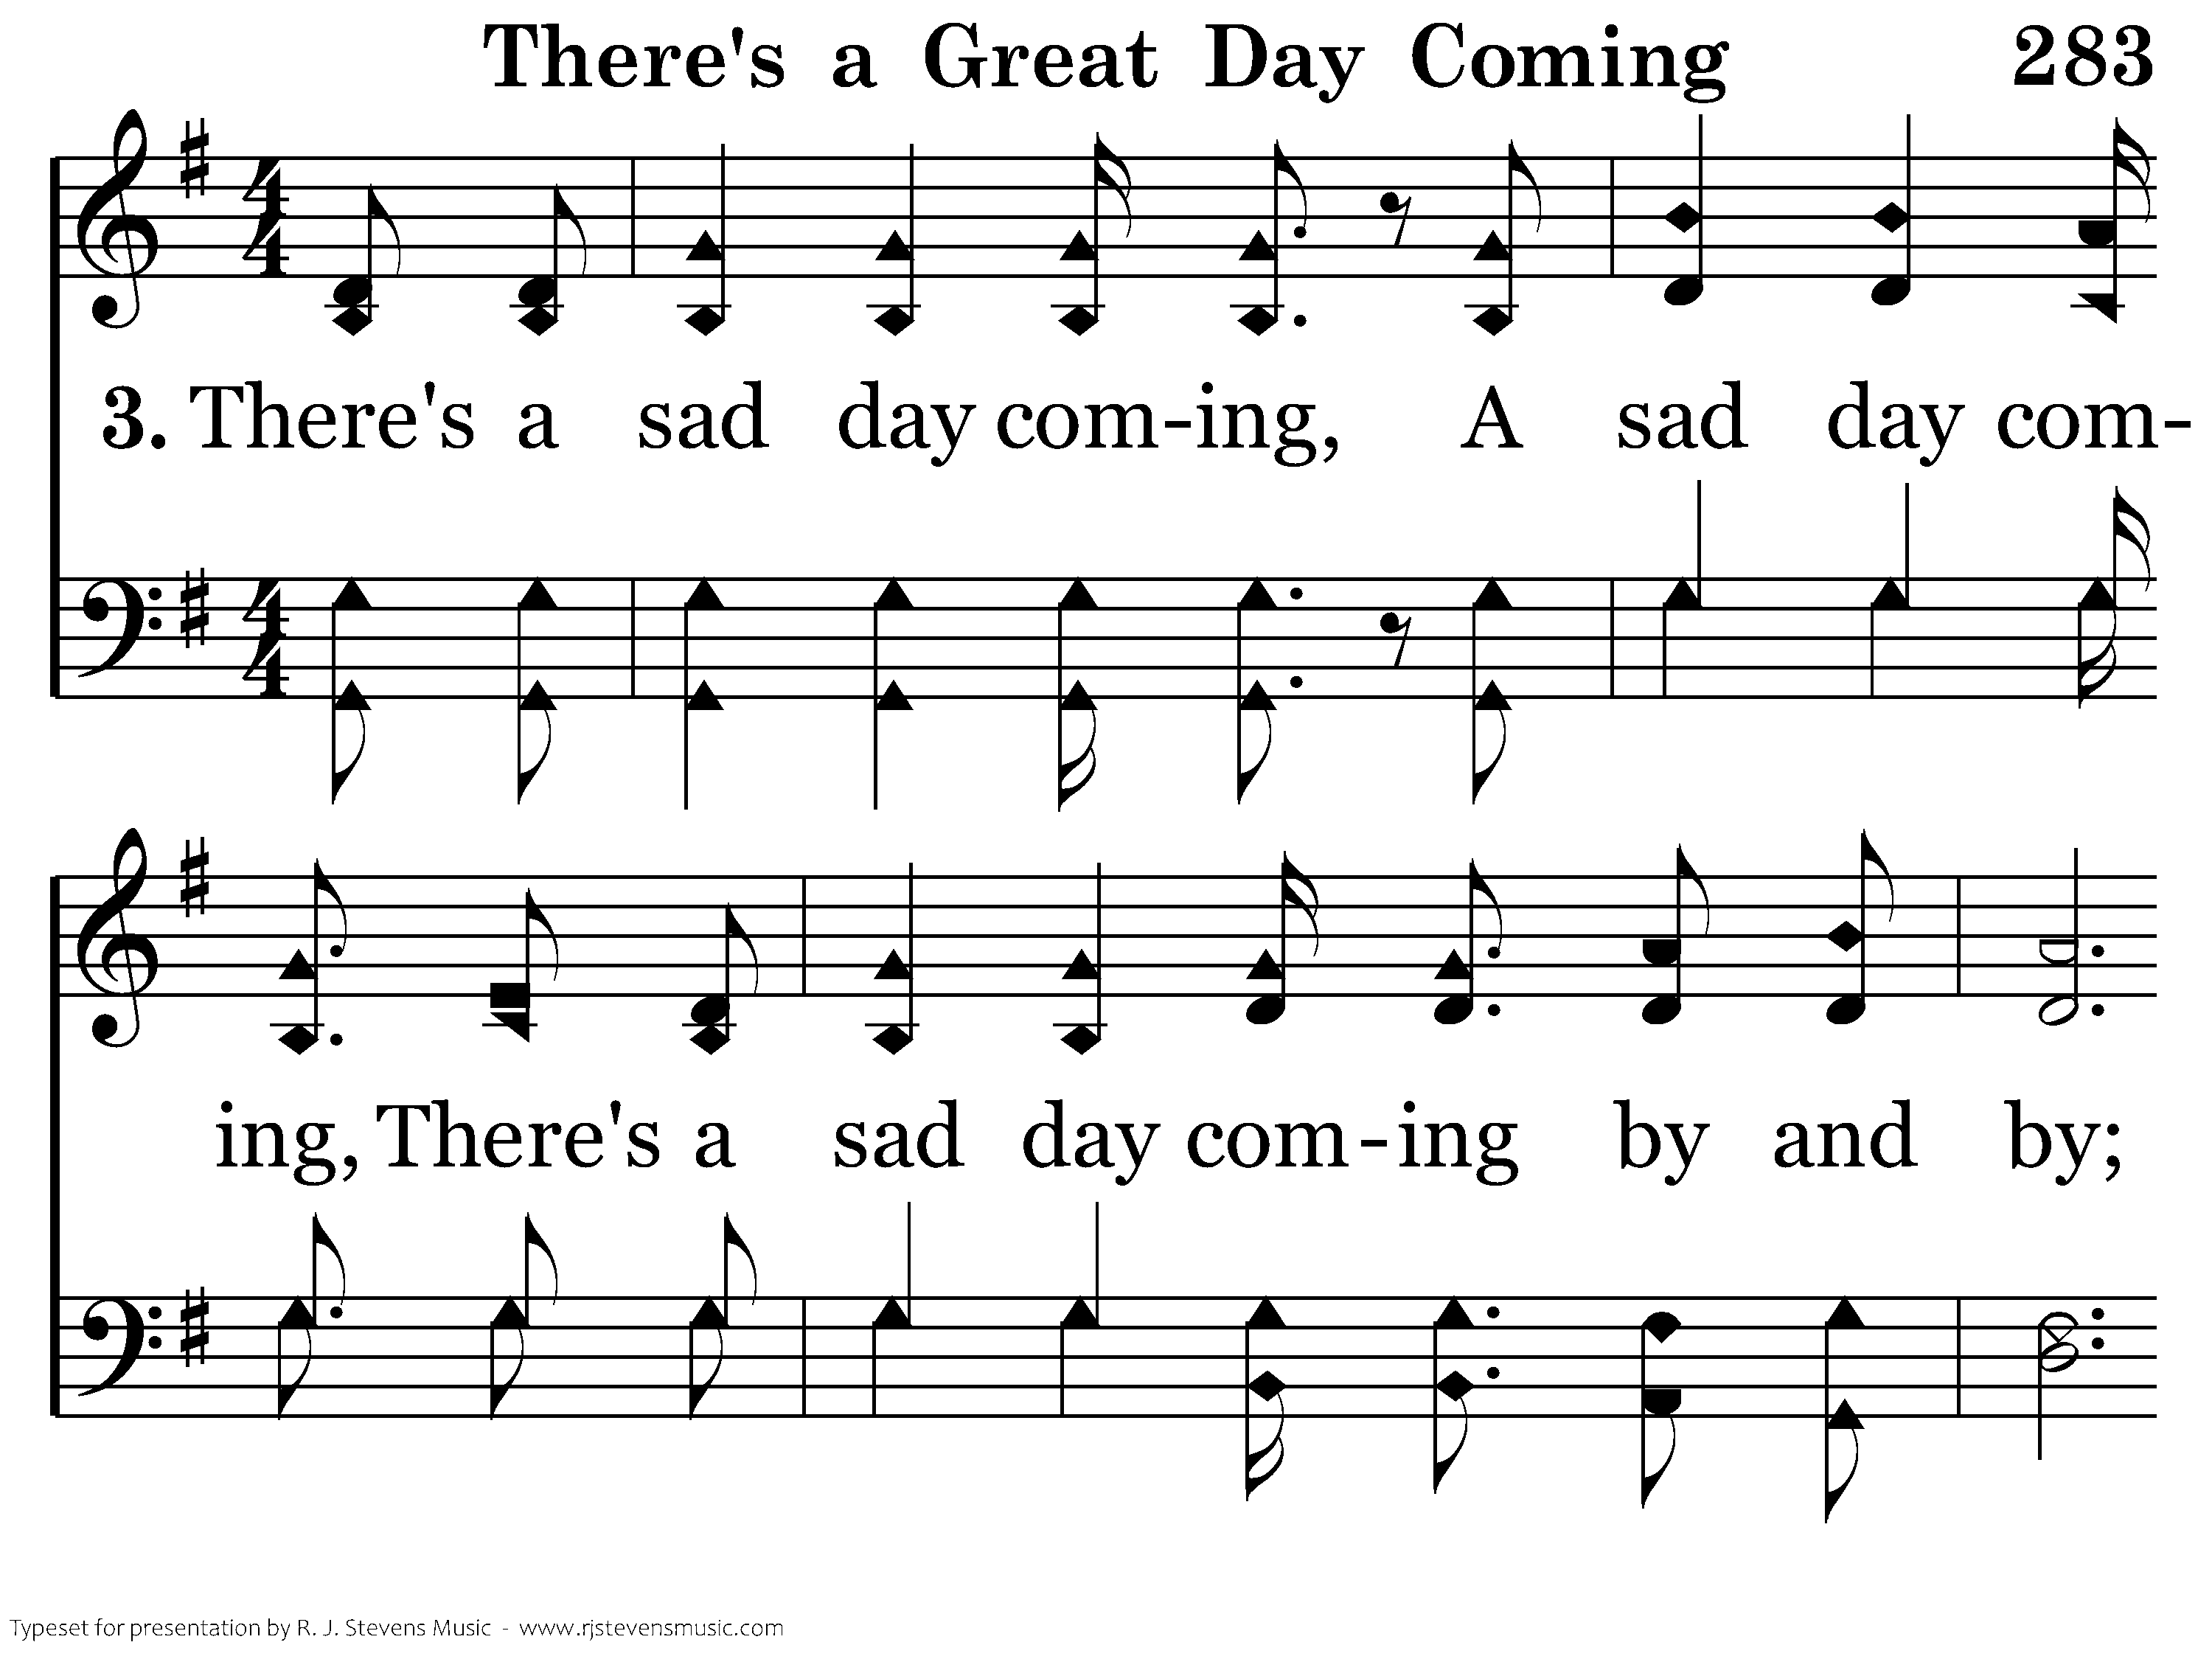 There's a Great Day Coming 283
3. There's a sad day com-ing, A sad day com-
ing, There's a sad day com-ing by and by;
Typeset for presentation by R. J. Stevens Music - www.rjstevensmusic.com